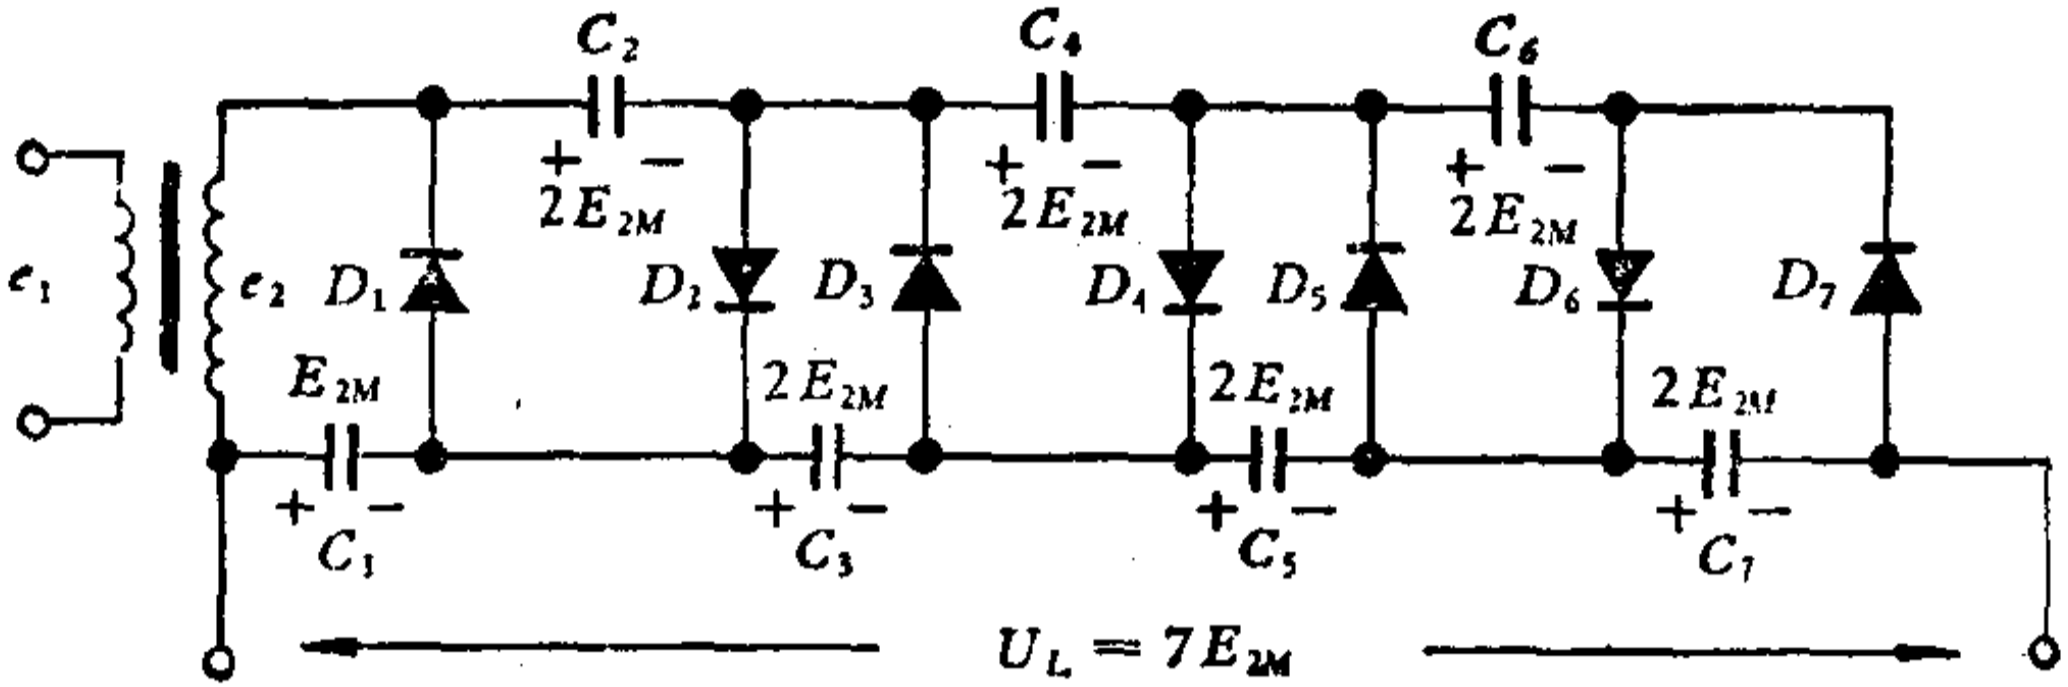 C₂ C₄ C₆
+ − + − + −
2E₂M 2E₂M 2E₂M
e₁ e₂ D₁ D₂ D₃ D₄ D₅ D₆ D₇
E₂M 2E₂M 2E₂M 2E₂M
+ − + − + − + −
C₁ C₃ C₅ C₇
U_L = 7E₂M